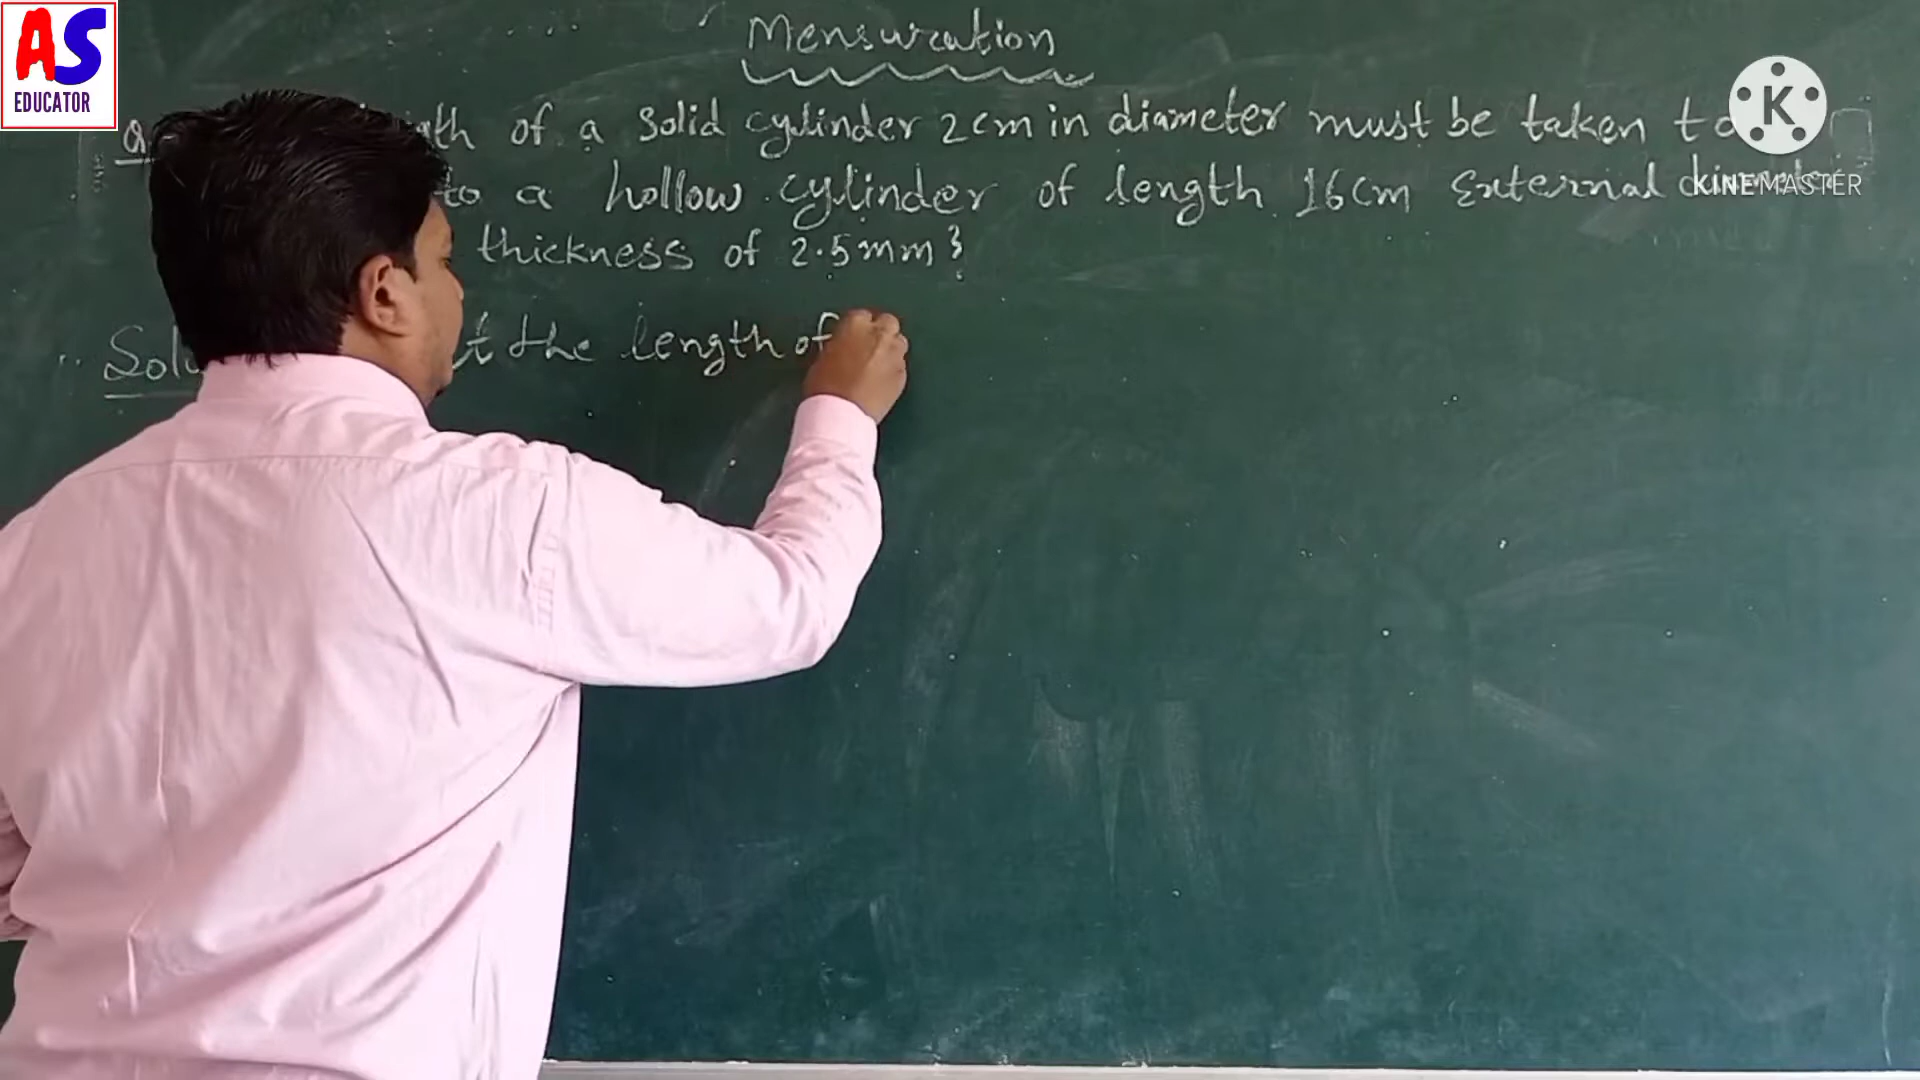 AS
EDUCATOR
Mensuration
Q of a solid cylinder 2cm in diameter must be taken to
to a hollow cylinder of length 16cm External
thickness of 2.5mm?
the length of
K
KINEMASTER